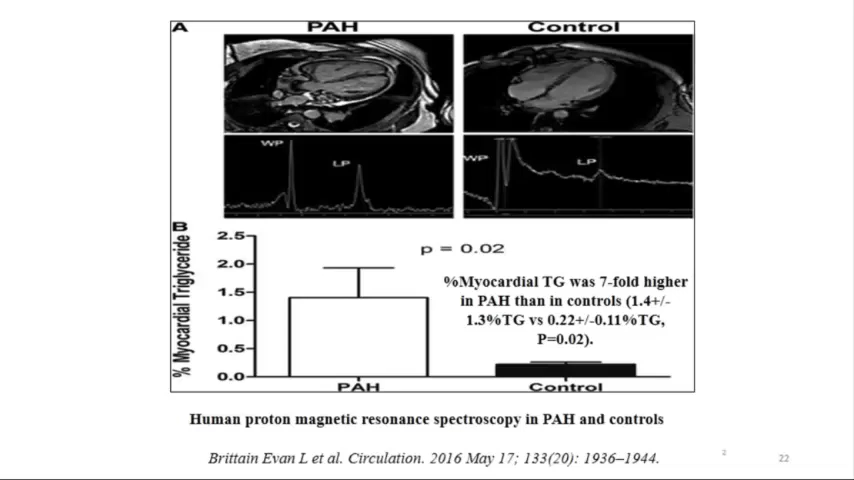 A
PAH
Control
WP
LP
WP
LP
B
% Myocardial Triglyceride
2.5
2.0
1.5
1.0
0.5
0.0
p = 0.02
%Myocardial TG was 7-fold higher
in PAH than in controls (1.4+/-
1.3%TG vs 0.22+/-0.11%TG,
P=0.02).
PAH
Control
Human proton magnetic resonance spectroscopy in PAH and controls
Brittain Evan L et al. Circulation. 2016 May 17; 133(20): 1936–1944.
2
22